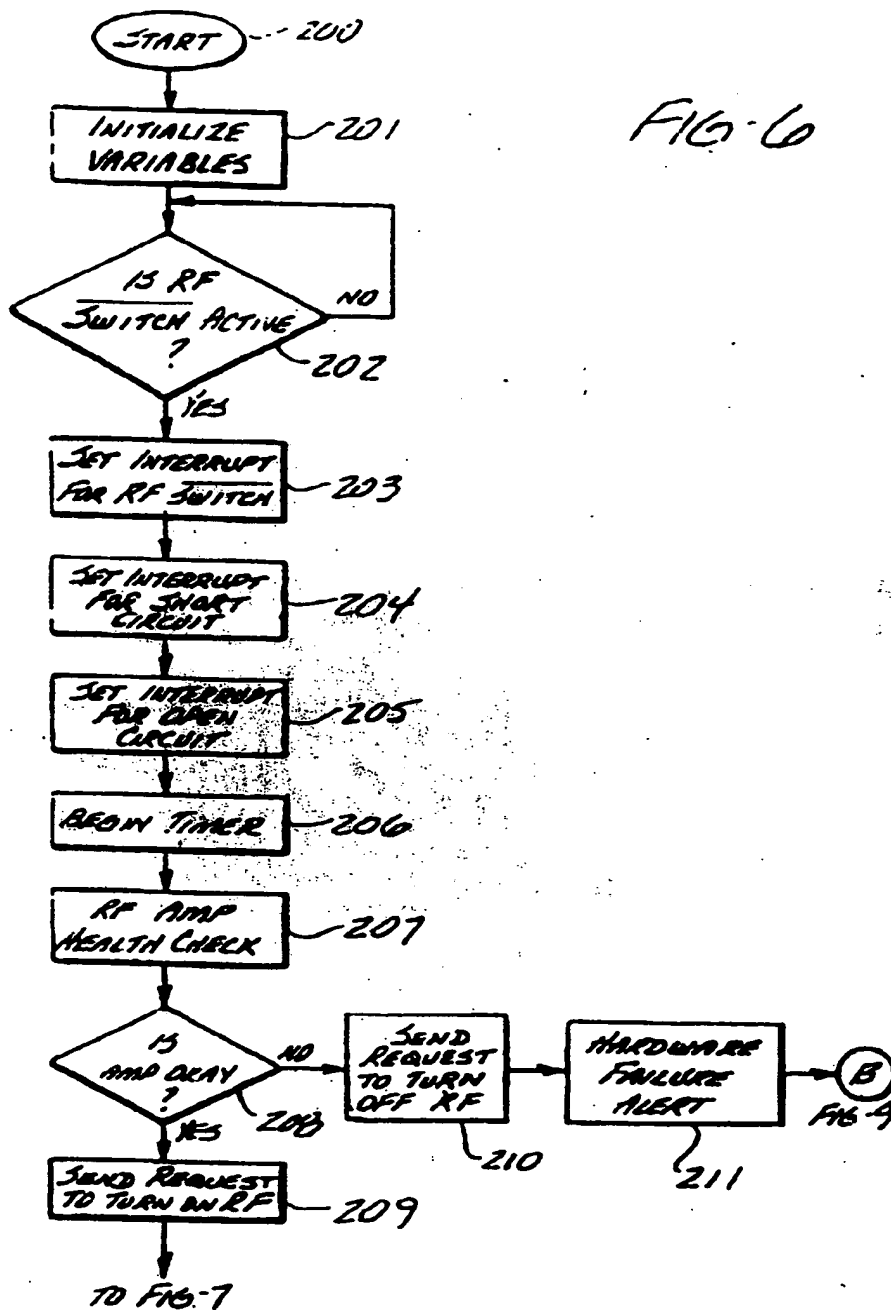 START
200
FIG-6
INITIALIZE
VARIABLES
201
IS RF
SWITCH ACTIVE
?
NO
202
YES
SET INTERRUPT
FOR RF SWITCH
203
SET INTERRUPT
FOR SHORT
CIRCUIT
204
SET INTERRUPT
FOR OPEN
CIRCUIT
205
BEGIN TIMER
206
RF AMP
HEALTH CHECK
207
IS
AMP OKAY
?
NO
208
YES
SEND REQUEST
TO TURN
OFF RF
210
HARDWARE
FAILURE
ALERT
211
B
FIG-9
SEND REQUEST
TO TURN ON RF
209
TO FIG-7